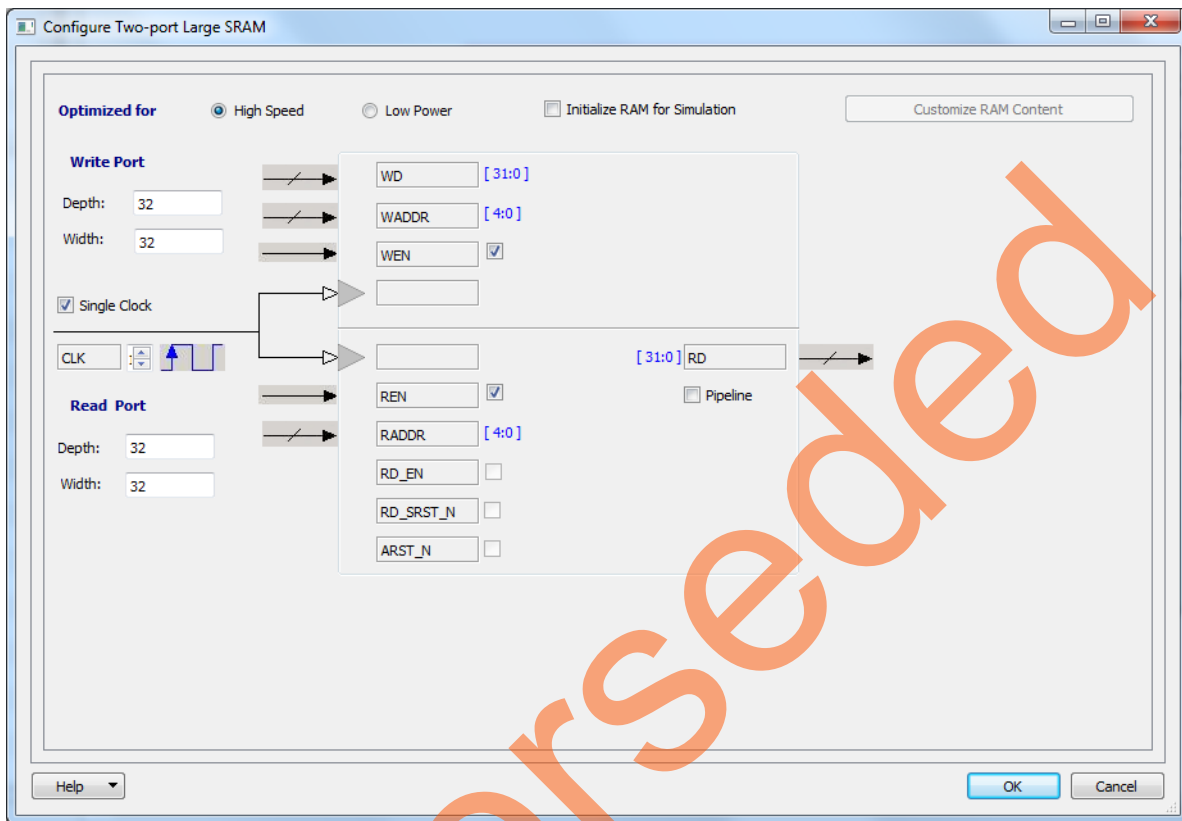 Configure Two-port Large SRAM
Optimized for High Speed Low Power Initialize RAM for Simulation Customize RAM Content
Write Port
WD [ 31:0 ]
Depth: 32
WADDR [ 4:0 ]
Width: 32
WEN
Single Clock
CLK
[ 31:0 ] RD
REN
Pipeline
Read Port
RADDR [ 4:0 ]
Depth: 32
RD_EN
Width: 32
RD_SRST_N
ARST_N
Help OK Cancel